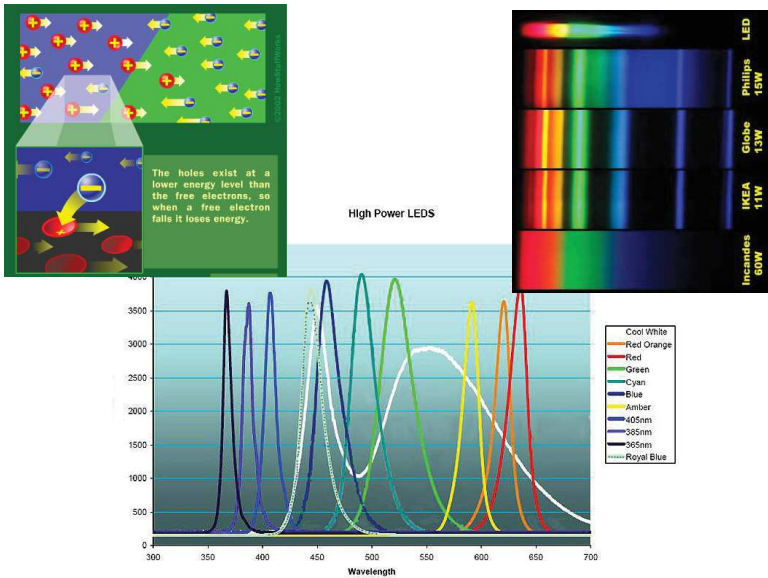 ©2002 HowStuffWorks
The holes exist at a
lower energy level than
the free electrons, so
when a free electron
falls it loses energy.
LED
Philips
15W
Globe
13W
IKEA
11W
Incandes
60W
High Power LEDS
4000
3500
3000
2500
2000
1500
1000
500
0
300
350
400
450
500
550
600
650
700
Wavelength
Cool White
Red Orange
Red
Green
Cyan
Blue
Amber
405nm
385nm
365nm
Royal Blue